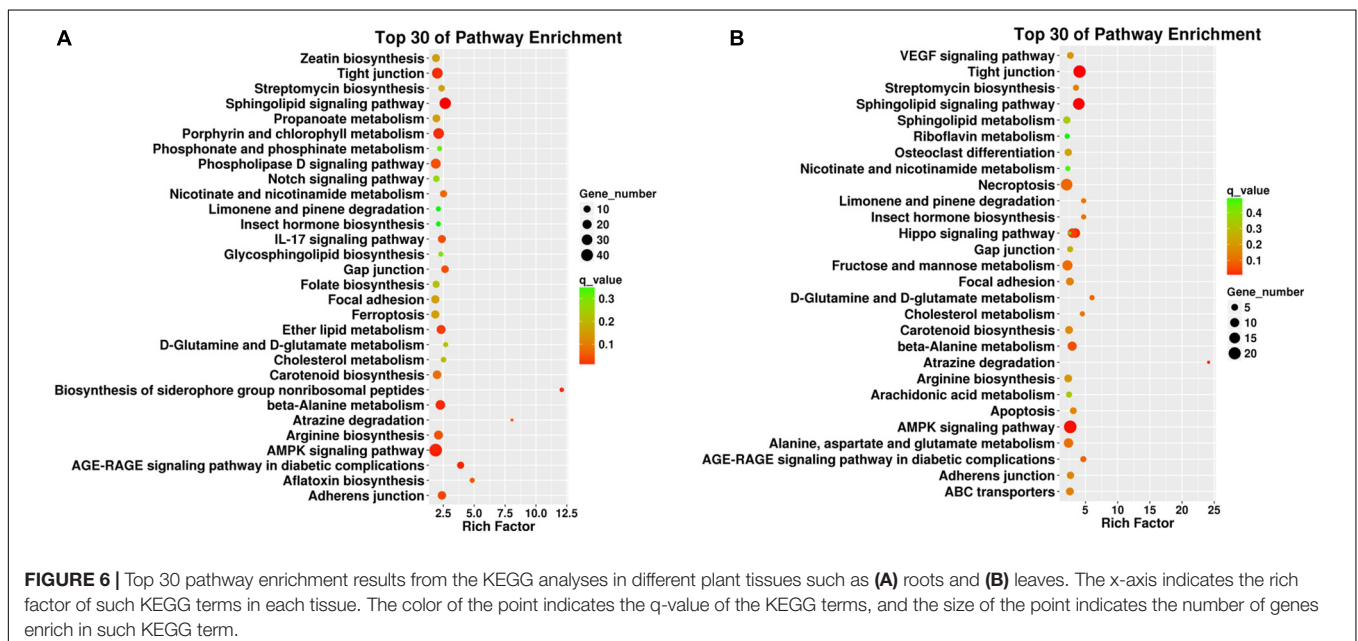 A
Top 30 of Pathway Enrichment
Zeatin biosynthesis
Tight junction
Streptomycin biosynthesis
Sphingolipid signaling pathway
Propanoate metabolism
Porphyrin and chlorophyll metabolism
Phosphonate and phosphinate metabolism
Phospholipase D signaling pathway
Notch signaling pathway
Nicotinate and nicotinamide metabolism
Limonene and pinene degradation
Insect hormone biosynthesis
IL-17 signaling pathway
Glycosphingolipid biosynthesis
Gap junction
Folate biosynthesis
Focal adhesion
Ferroptosis
Ether lipid metabolism
D-Glutamine and D-glutamate metabolism
Cholesterol metabolism
Carotenoid biosynthesis
Biosynthesis of siderophore group nonribosomal peptides
beta-Alanine metabolism
Atrazine degradation
Arginine biosynthesis
AMPK signaling pathway
AGE-RAGE signaling pathway in diabetic complications
Aflatoxin biosynthesis
Adherens junction
2.5 5.0 7.5 10.0 12.5
Rich Factor
Gene_number
10
20
30
40
q_value
0.3
0.2
0.1
B
Top 30 of Pathway Enrichment
VEGF signaling pathway
Tight junction
Streptomycin biosynthesis
Sphingolipid signaling pathway
Sphingolipid metabolism
Riboflavin metabolism
Osteoclast differentiation
Nicotinate and nicotinamide metabolism
Necroptosis
Limonene and pinene degradation
Insect hormone biosynthesis
Hippo signaling pathway
Gap junction
Fructose and mannose metabolism
Focal adhesion
D-Glutamine and D-glutamate metabolism
Cholesterol metabolism
Carotenoid biosynthesis
beta-Alanine metabolism
Atrazine degradation
Arginine biosynthesis
Arachidonic acid metabolism
Apoptosis
AMPK signaling pathway
Alanine, aspartate and glutamate metabolism
AGE-RAGE signaling pathway in diabetic complications
Adherens junction
ABC transporters
5 10 15 20 25
Rich Factor
q_value
0.4
0.3
0.2
0.1
Gene_number
5
10
15
20
FIGURE 6 | Top 30 pathway enrichment results from the KEGG analyses in different plant tissues such as (A) roots and (B) leaves. The x-axis indicates the rich
factor of such KEGG terms in each tissue. The color of the point indicates the q-value of the KEGG terms, and the size of the point indicates the number of genes
enrich in such KEGG term.